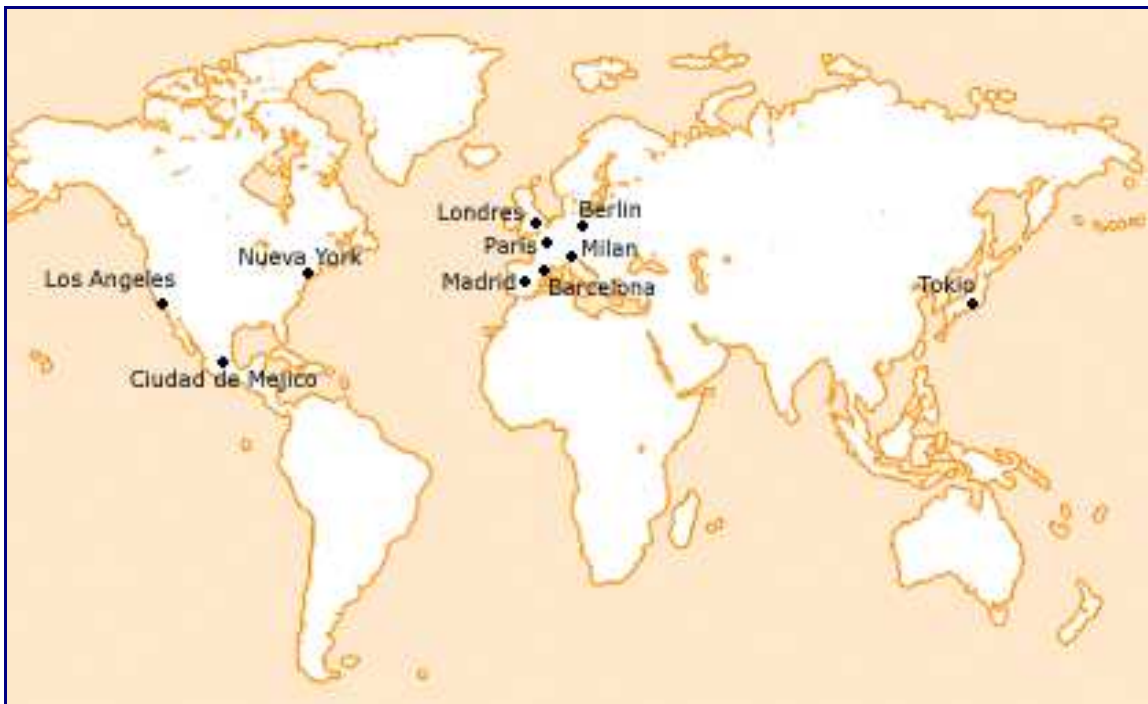 Londres
Berlin
Paris
Milan
Nueva York
Los Angeles
Madrid
Barcelona
Tokio
Ciudad de Mejico